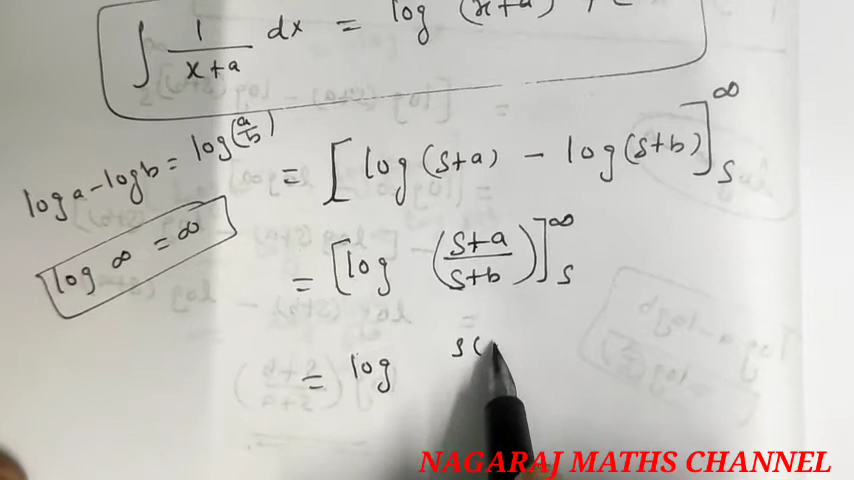 ∫ 1/(x+a) dx = log (x+a) + C
log a - log b = log(a/b)
= [ log(s+a) - log(s+b) ]_s^∞
log ∞ = ∞
= [ log ( (s+a)/(s+b) ) ]_s^∞
= log s(
NAGARAJ MATHS CHANNEL